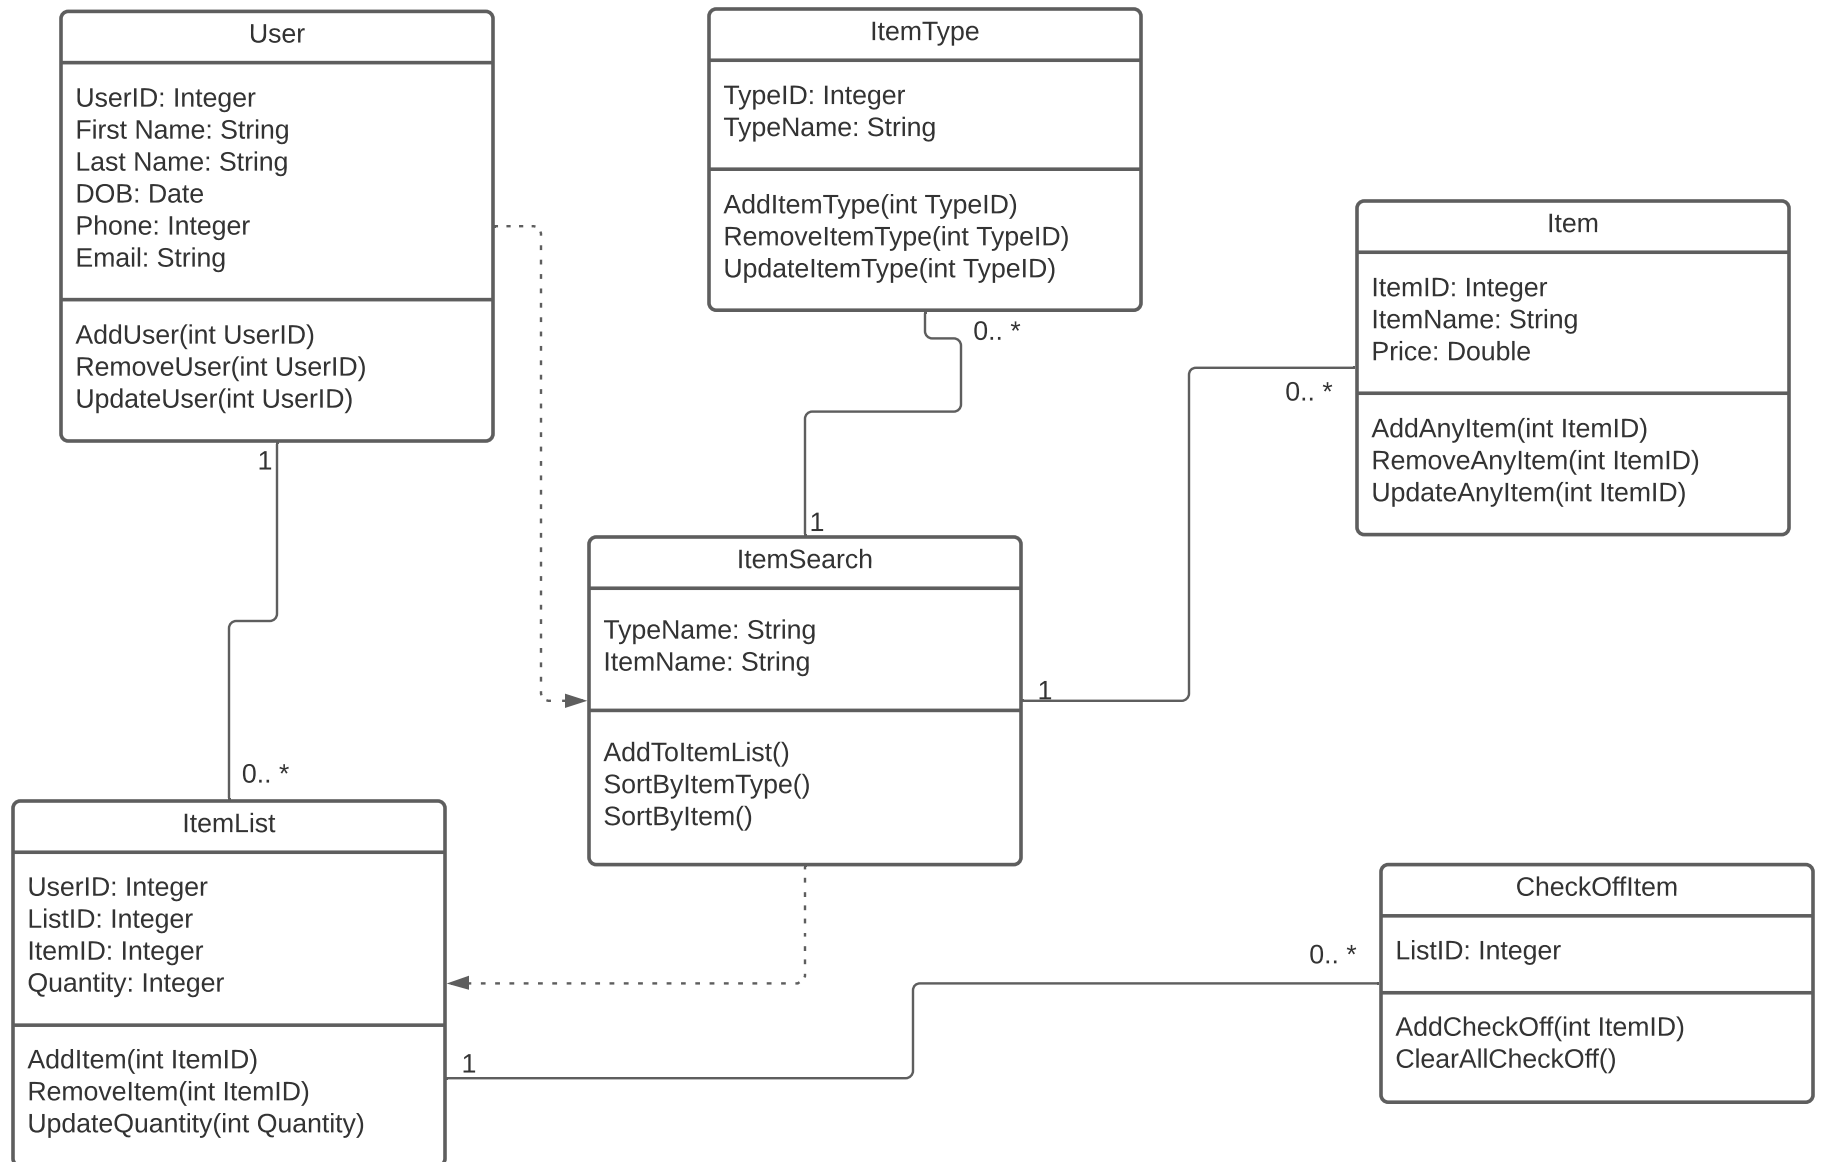 User
UserID: Integer
First Name: String
Last Name: String
DOB: Date
Phone: Integer
Email: String
AddUser(int UserID)
RemoveUser(int UserID)
UpdateUser(int UserID)
1
0.. *
ItemType
TypeID: Integer
TypeName: String
AddItemType(int TypeID)
RemoveItemType(int TypeID)
UpdateItemType(int TypeID)
0.. *
1
Item
ItemID: Integer
ItemName: String
Price: Double
AddAnyItem(int ItemID)
RemoveAnyItem(int ItemID)
UpdateAnyItem(int ItemID)
0.. *
1
ItemSearch
TypeName: String
ItemName: String
AddToItemList()
SortByItemType()
SortByItem()
ItemList
UserID: Integer
ListID: Integer
ItemID: Integer
Quantity: Integer
AddItem(int ItemID)
RemoveItem(int ItemID)
UpdateQuantity(int Quantity)
1
0.. *
CheckOffItem
ListID: Integer
AddCheckOff(int ItemID)
ClearAllCheckOff()